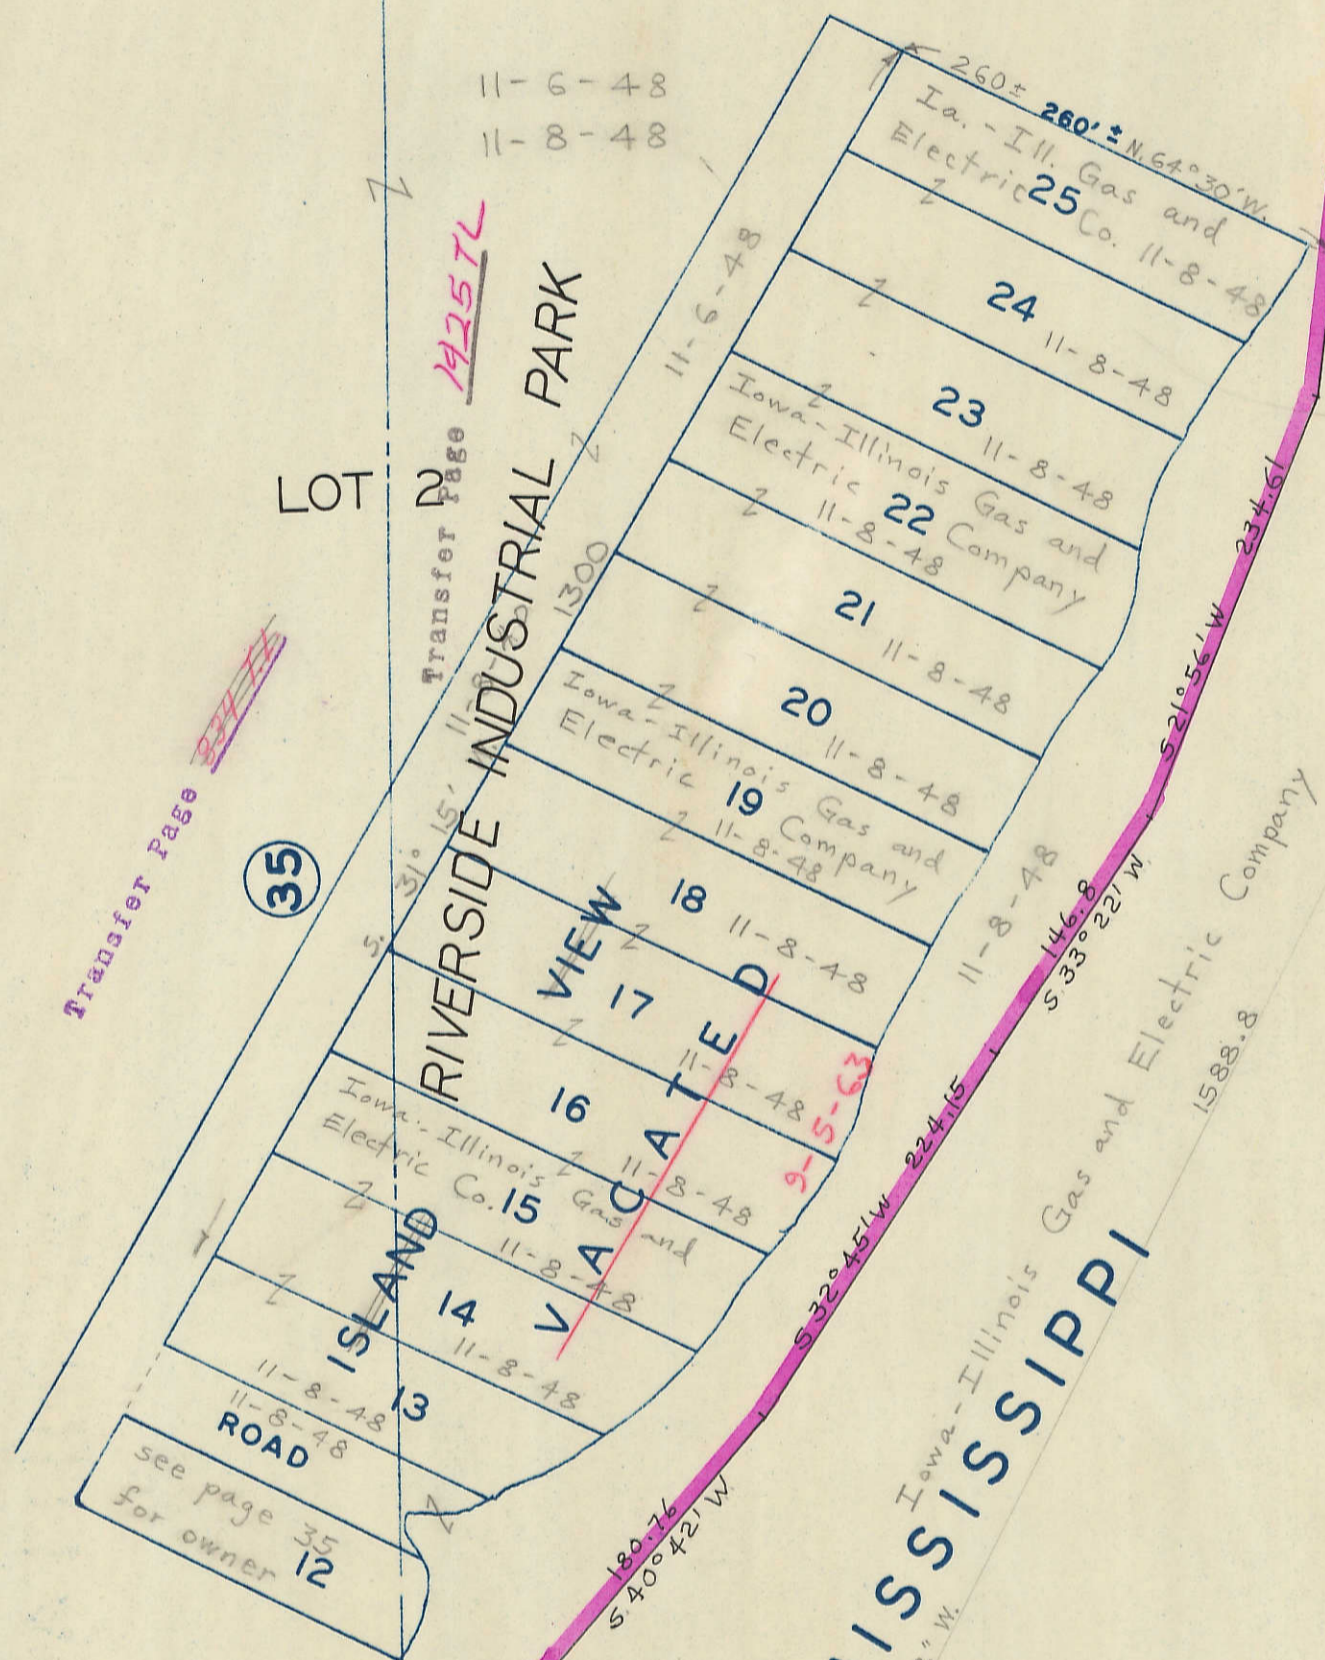 11-6-48
11-8-48
260±
260'±
N. 64° 30' W.
Ia. - Ill. Gas and
Electric Co.
25
11-8-48
24
11-8-48
11-6-48
23
11-8-48
Iowa-Illinois Gas and
Electric Company
22
11-8-48
21
11-8-48
20
11-8-48
Iowa-Illinois Gas and
Electric Company
19
11-8-48
18
11-8-48
17
11-8-48
16
11-8-48
Iowa-Illinois Gas and
Electric Co.
15
11-8-48
14
11-8-48
13
11-8-48
11-8-48
ROAD
see page 35
for owner
12
LOT 2
Transfer Page 1425TL
Transfer Page 834
35
RIVERSIDE INDUSTRIAL PARK
S. 31° 15'
1300
ISLAND VIEW
VACATED
9-5-63
11-8-48
234.61
S 21° 56' W
146.8
S. 33° 22' W.
224.15
S 32° 45' W
180.76
S. 40° 42' W.
Iowa-Illinois Gas and Electric Company
1588.8
ISSISSIPPI
W.